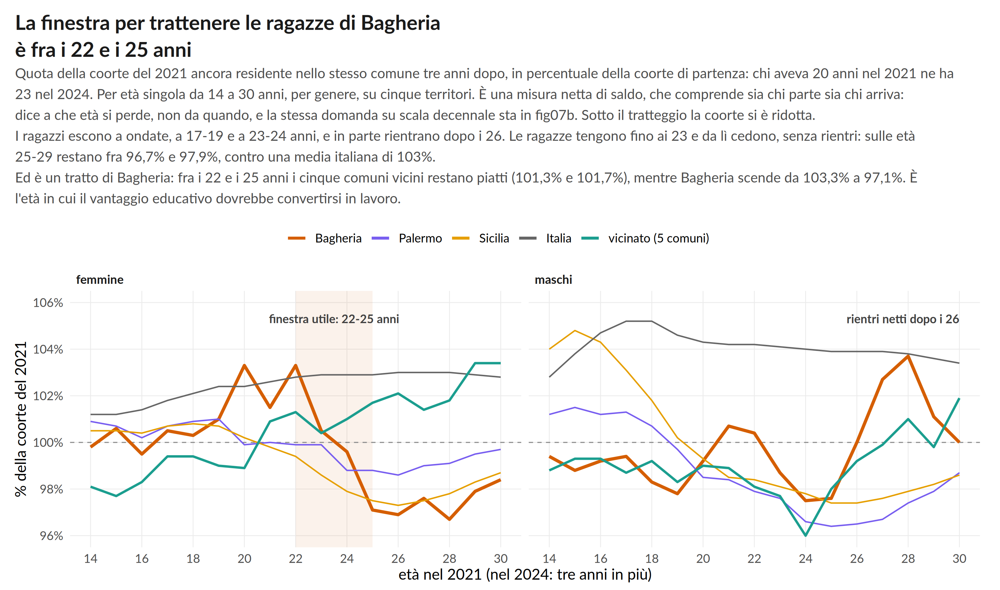 La finestra per trattenere le ragazze di Bagheria
è fra i 22 e i 25 anni
Quota della coorte del 2021 ancora residente nello stesso comune tre anni dopo, in percentuale della coorte di partenza: chi aveva 20 anni nel 2021 ne ha
23 nel 2024. Per età singola da 14 a 30 anni, per genere, su cinque territori. È una misura netta di saldo, che comprende sia chi parte sia chi arriva:
dice a che età si perde, non da quando, e la stessa domanda su scala decennale sta in fig07b. Sotto il tratteggio la coorte si è ridotta.
I ragazzi escono a ondate, a 17-19 e a 23-24 anni, e in parte rientrano dopo i 26. Le ragazze tengono fino ai 23 e da lì cedono, senza rientri: sulle età
25-29 restano fra 96,7% e 97,9%, contro una media italiana di 103%.
Ed è un tratto di Bagheria: fra i 22 e i 25 anni i cinque comuni vicini restano piatti (101,3% e 101,7%), mentre Bagheria scende da 103,3% a 97,1%. È
l'età in cui il vantaggio educativo dovrebbe convertirsi in lavoro.
Bagheria Palermo Sicilia Italia vicinato (5 comuni)
femmine
maschi
finestra utile: 22-25 anni
rientri netti dopo i 26
% della coorte del 2021
106%
104%
102%
100%
98%
96%
14 16 18 20 22 24 26 28 30
14 16 18 20 22 24 26 28 30
età nel 2021 (nel 2024: tre anni in più)